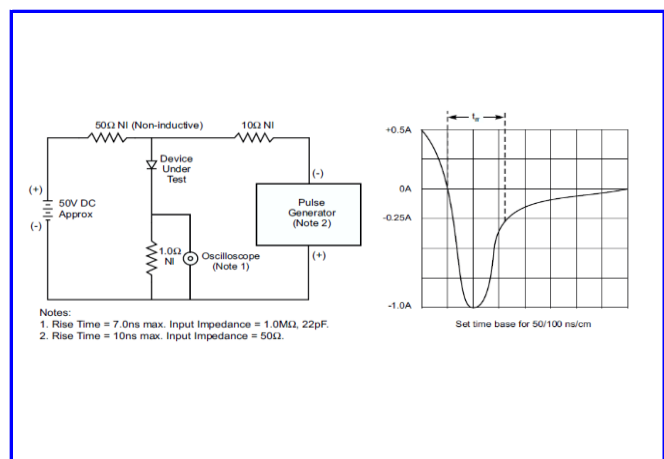 50Ω NI (Non-inductive)
10Ω NI
Device
Under
Test
(+)
50V DC
Approx
(-)
(-)
Pulse
Generator
(Note 2)
(+)
1.0Ω
NI
Oscilloscope
(Note 1)
Notes:
1. Rise Time = 7.0ns max. Input Impedance = 1.0MΩ, 22pF.
2. Rise Time = 10ns max. Input Impedance = 50Ω.
trr
+0.5A
0A
-0.25A
-1.0A
Set time base for 50/100 ns/cm